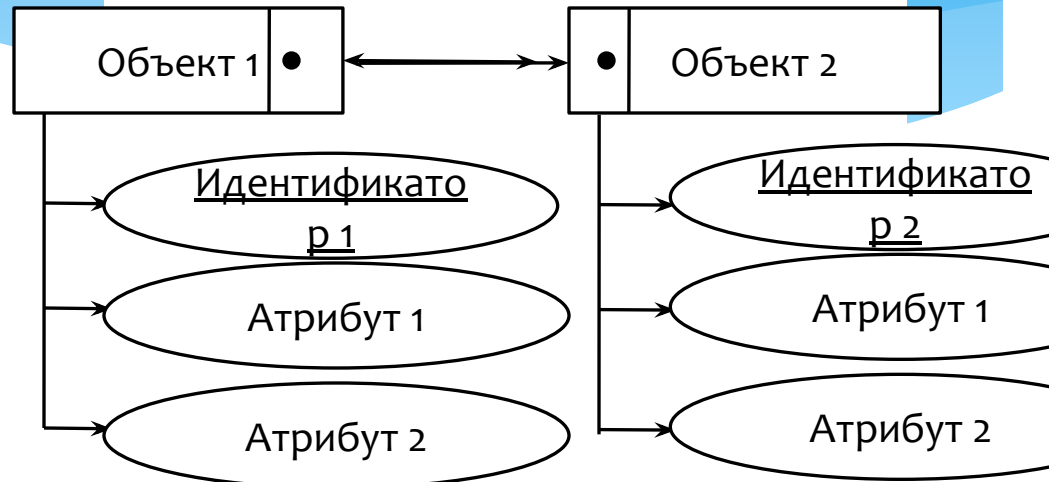 Объект 1
Объект 2
Идентификато
р 1
Идентификато
р 2
Атрибут 1
Атрибут 1
Атрибут 2
Атрибут 2